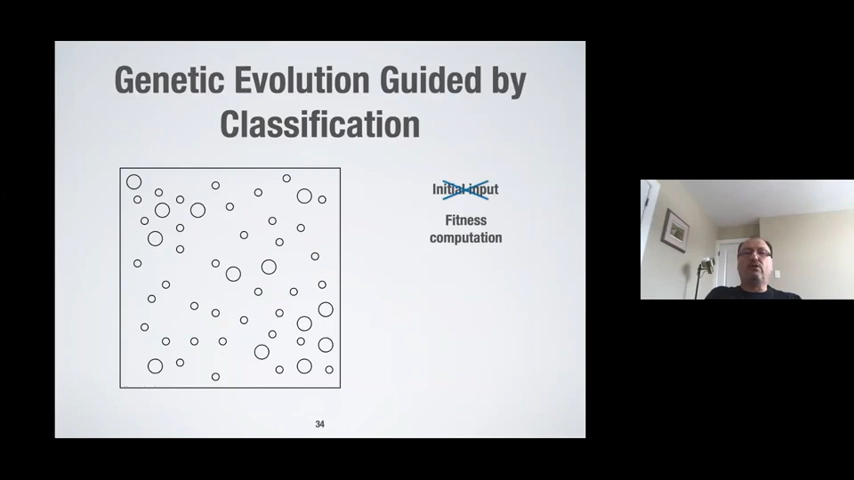 Genetic Evolution Guided by
Classification
Initial input
Fitness
computation
34